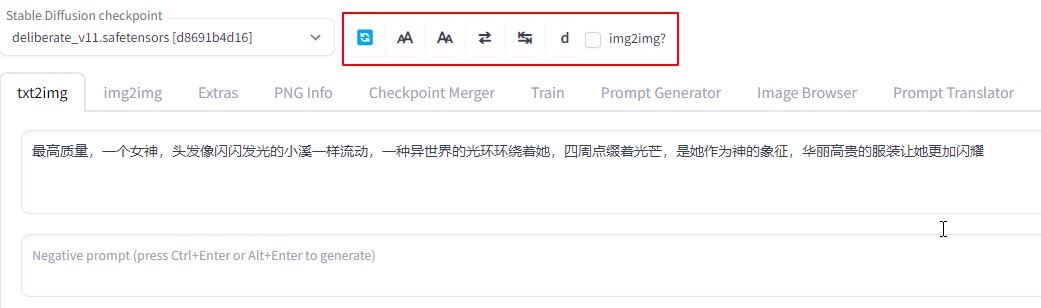 Stable Diffusion checkpoint
deliberate_v11.safetensors [d8691b4d16]
AA AA d img2img?
txt2img img2img Extras PNG Info Checkpoint Merger Train Prompt Generator Image Browser Prompt Translator
最高质量，一个女神，头发像闪闪发光的小溪一样流动，一种异世界的光环环绕着她，四周点缀着光芒，是她作为神的象征，华丽高贵的服装让她更加闪耀
Negative prompt (press Ctrl+Enter or Alt+Enter to generate)